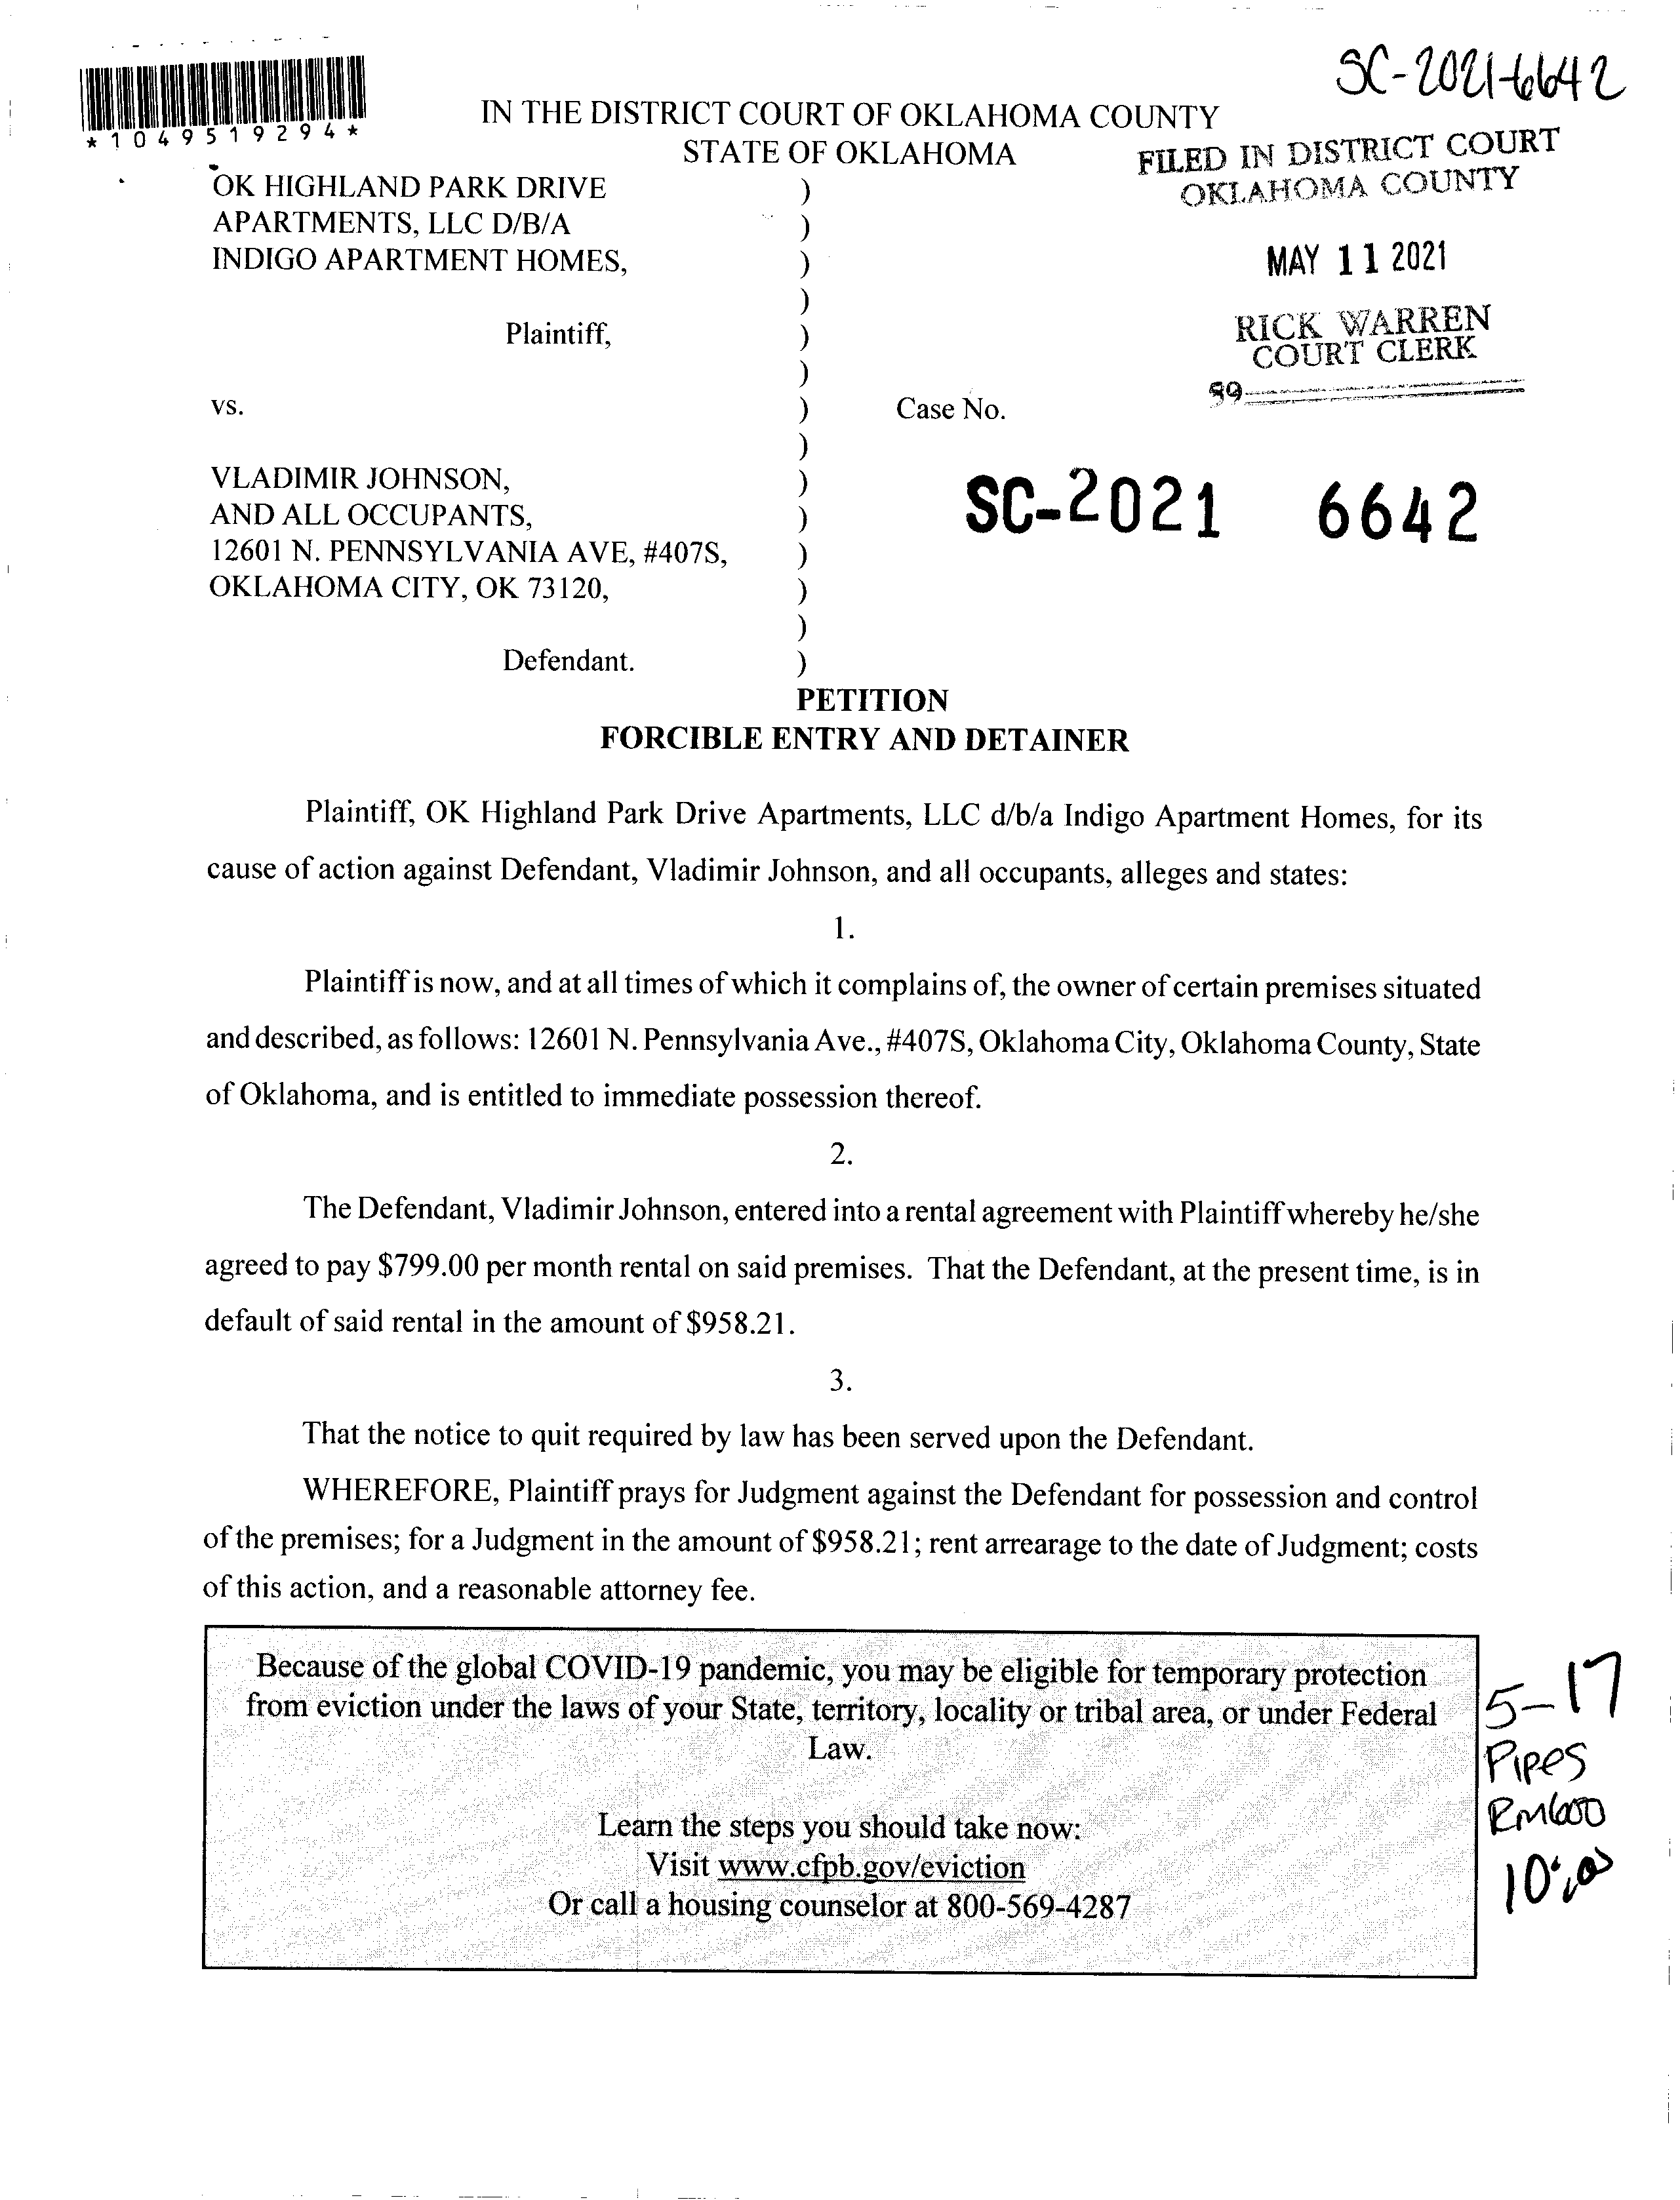 SC-2021-6642
*1049519294*
IN THE DISTRICT COURT OF OKLAHOMA COUNTY
STATE OF OKLAHOMA
FILED IN DISTRICT COURT
OKLAHOMA COUNTY
MAY 11 2021
RICK WARREN
COURT CLERK
39
OK HIGHLAND PARK DRIVE )
APARTMENTS, LLC D/B/A )
INDIGO APARTMENT HOMES, )
)
Plaintiff, )
)
vs. ) Case No.
)
VLADIMIR JOHNSON, )
AND ALL OCCUPANTS, ) SC-2021 6642
12601 N. PENNSYLVANIA AVE, #407S, )
OKLAHOMA CITY, OK 73120, )
)
Defendant. )
PETITION
FORCIBLE ENTRY AND DETAINER
Plaintiff, OK Highland Park Drive Apartments, LLC d/b/a Indigo Apartment Homes, for its
cause of action against Defendant, Vladimir Johnson, and all occupants, alleges and states:
1.
Plaintiff is now, and at all times of which it complains of, the owner of certain premises situated
and described, as follows: 12601 N. Pennsylvania Ave., #407S, Oklahoma City, Oklahoma County, State
of Oklahoma, and is entitled to immediate possession thereof.
2.
The Defendant, Vladimir Johnson, entered into a rental agreement with Plaintiff whereby he/she
agreed to pay $799.00 per month rental on said premises. That the Defendant, at the present time, is in
default of said rental in the amount of $958.21.
3.
That the notice to quit required by law has been served upon the Defendant.
WHEREFORE, Plaintiff prays for Judgment against the Defendant for possession and control
of the premises; for a Judgment in the amount of $958.21; rent arrearage to the date of Judgment; costs
of this action, and a reasonable attorney fee.
Because of the global COVID-19 pandemic, you may be eligible for temporary protection
from eviction under the laws of your State, territory, locality or tribal area, or under Federal
Law.
Learn the steps you should take now:
Visit www.cfpb.gov/eviction
Or call a housing counselor at 800-569-4287
5-17
Pipes
Rm600
10:00